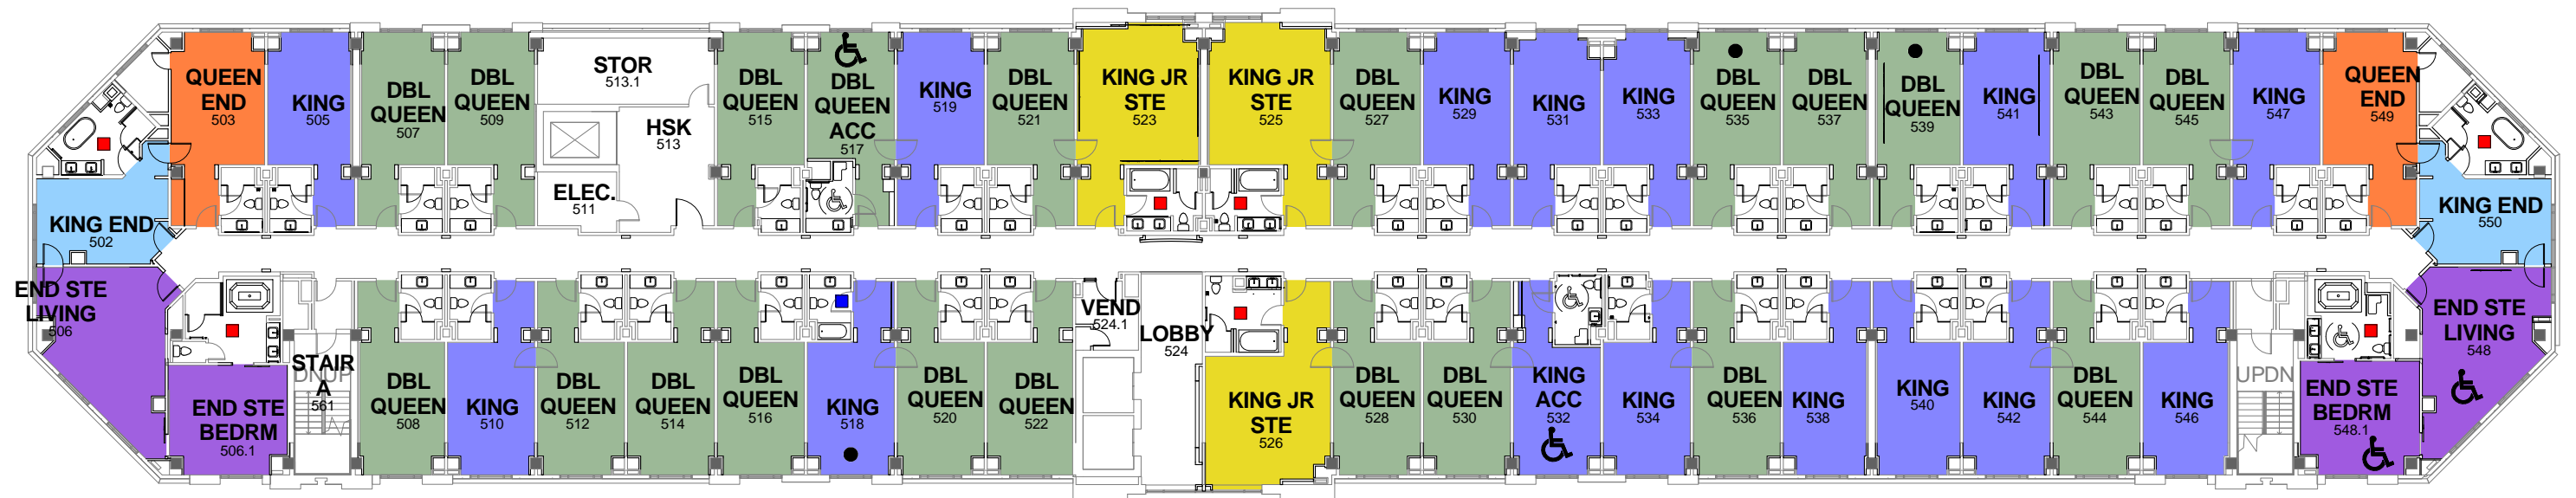 QUEEN
END
503
KING
505
DBL
QUEEN
507
DBL
QUEEN
509
STOR
513.1
HSK
513
ELEC.
511
DBL
QUEEN
515
DBL
QUEEN
ACC
517
KING
519
DBL
QUEEN
521
KING JR
STE
523
KING JR
STE
525
DBL
QUEEN
527
KING
529
KING
531
KING
533
DBL
QUEEN
535
DBL
QUEEN
537
DBL
QUEEN
539
KING
541
DBL
QUEEN
543
DBL
QUEEN
545
KING
547
QUEEN
END
549
KING END
502
KING END
550
END STE
LIVING
506
END STE
BEDRM
506.1
STAIR
A
561
DNUP
DBL
QUEEN
508
KING
510
DBL
QUEEN
512
DBL
QUEEN
514
DBL
QUEEN
516
KING
518
DBL
QUEEN
520
DBL
QUEEN
522
VEND
524.1
LOBBY
524
KING JR
STE
526
DBL
QUEEN
528
DBL
QUEEN
530
KING
ACC
532
KING
534
DBL
QUEEN
536
KING
538
KING
540
KING
542
DBL
QUEEN
544
KING
546
UPDN
END STE
BEDRM
548.1
END STE
LIVING
548